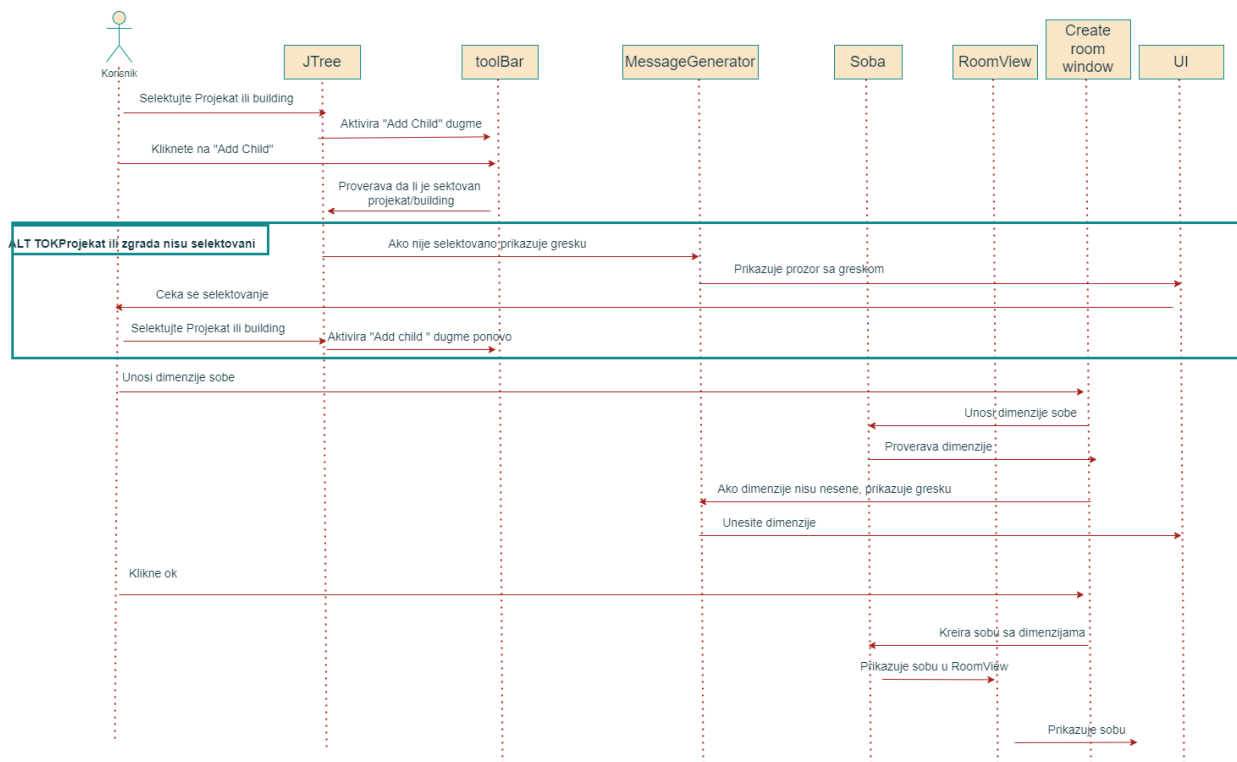 Create
room
window
JTree
toolBar
MessageGenerator
Soba
RoomView
UI
Korisnik
Selektujte Projekat ili building
Aktivira "Add Child" dugme
Kliknete na "Add Child"
Proverava da li je sektovan
projekat/building
ALT TOKProjekat ili zgrada nisu selektovani
Ako nije selektovano prikazuje gresku
Prikazuje prozor sa greskom
Ceka se selektovanje
Selektujte Projekat ili building
Aktivira "Add child " dugme ponovo
Unosi dimenzije sobe
Unosi dimenzije sobe
Proverava dimenzije
Ako dimenzije nisu nesene, prikazuje gresku
Unesite dimenzije
Klikne ok
Kreira sobu sa dimenzijama
Prikazuje sobu u RoomView
Prikazuje sobu